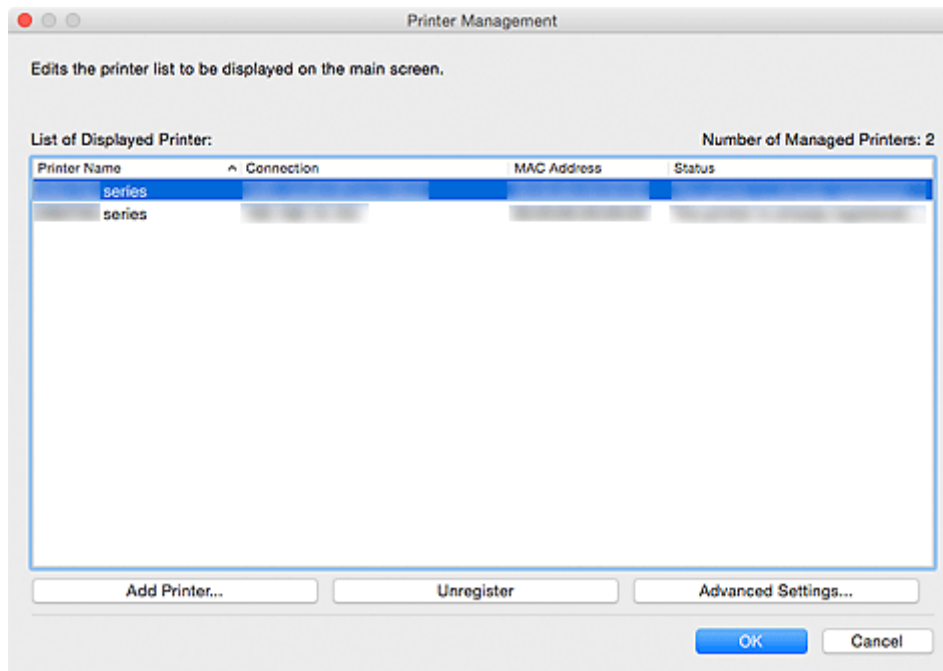 Printer Management
Edits the printer list to be displayed on the main screen.
List of Displayed Printer: Number of Managed Printers: 2
Printer Name Connection MAC Address Status
series
series
Add Printer... Unregister Advanced Settings...
OK Cancel